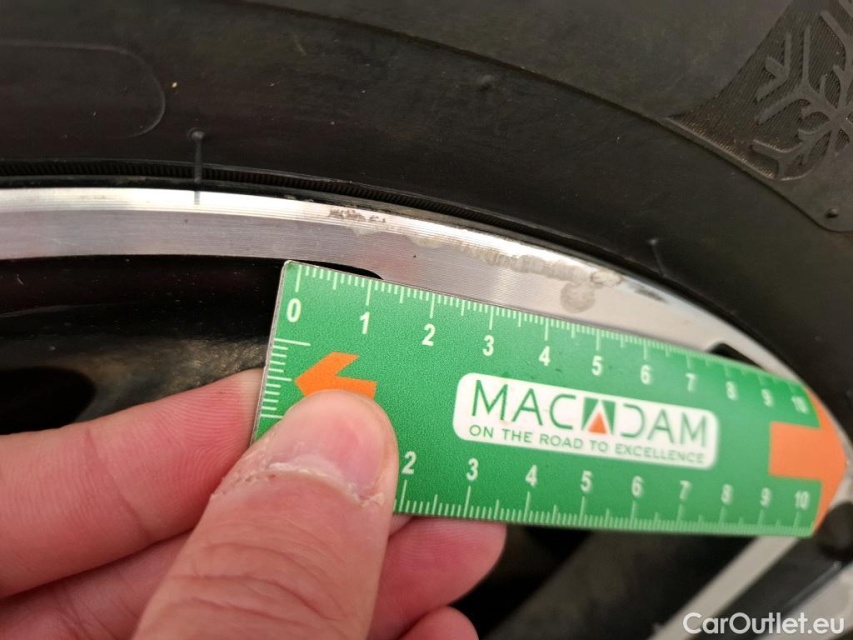 0 1 2 3 4 5 6 7 8 9 10
MACADAM
ON THE ROAD TO EXCELLENCE
2 3 4 5 6 7 8 9 10
CarOutlet.eu